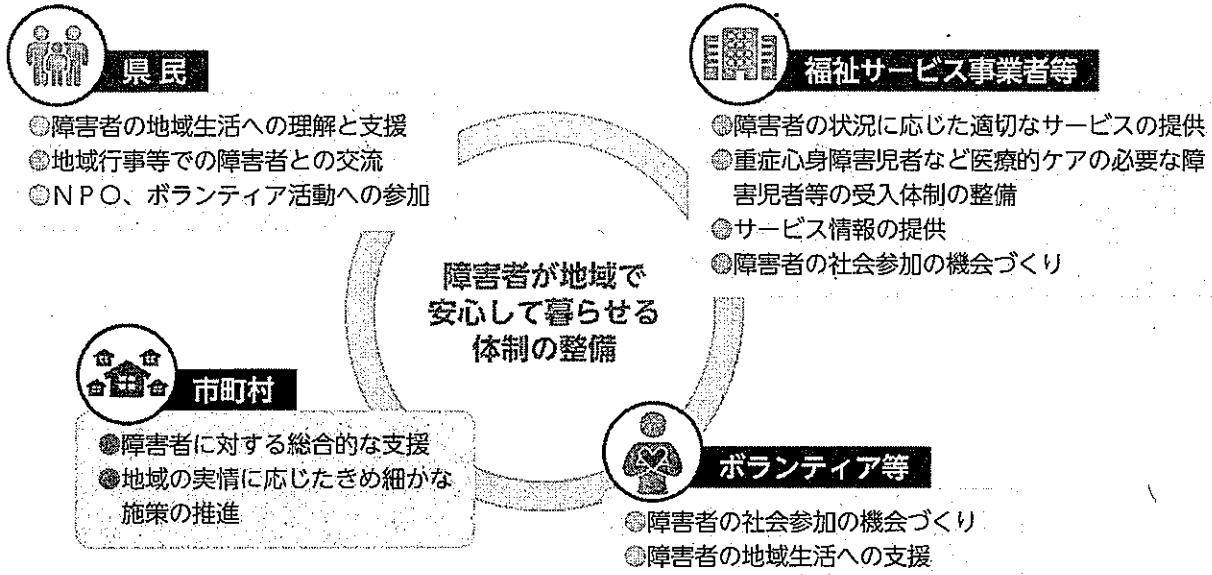 県民
●障害者の地域生活への理解と支援
●地域行事等での障害者との交流
●ＮＰＯ、ボランティア活動への参加
福祉サービス事業者等
●障害者の状況に応じた適切なサービスの提供
●重症心身障害児者など医療的ケアの必要な障
害児者等の受入体制の整備
●サービス情報の提供
●障害者の社会参加の機会づくり
障害者が地域で
安心して暮らせる
体制の整備
市町村
●障害者に対する総合的な支援
●地域の実情に応じたきめ細かな
施策の推進
ボランティア等
●障害者の社会参加の機会づくり
●障害者の地域生活への支援